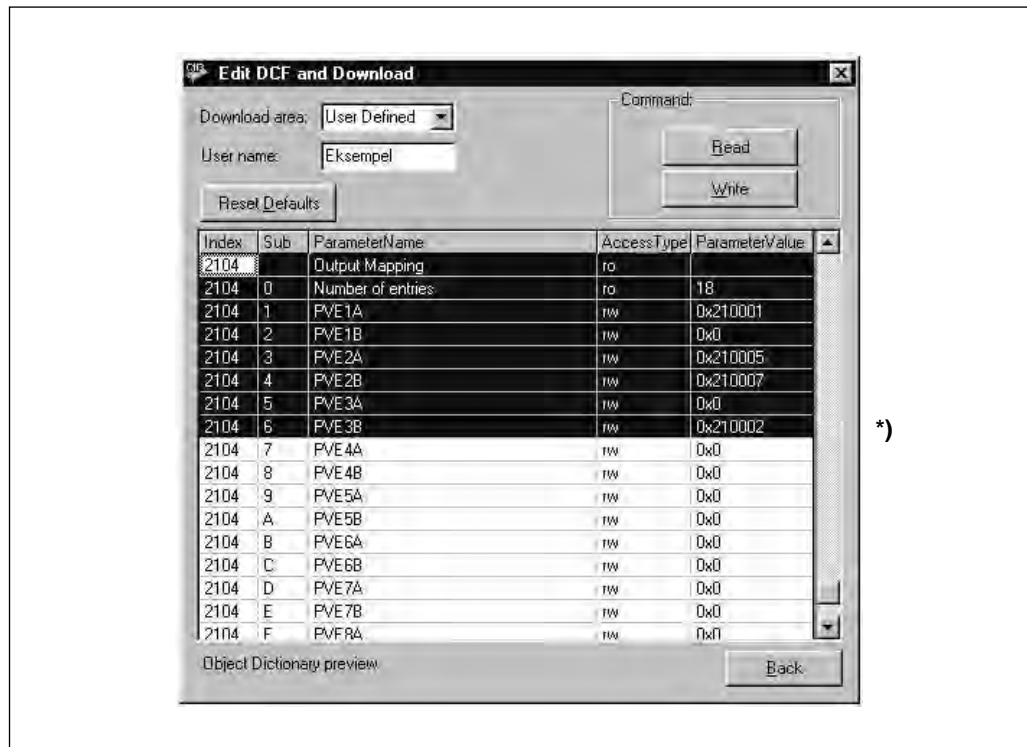 Edit DCF and Download
Download area: User Defined
Command:
User name: Eksempel
Read
Write
Reset Defaults
Index Sub ParameterName AccessType ParameterValue
2104 Output Mapping ro
2104 0 Number of entries ro 18
2104 1 PVE1A rw 0x210001
2104 2 PVE1B rw 0x0
2104 3 PVE2A rw 0x210005
2104 4 PVE2B rw 0x210007
2104 5 PVE3A rw 0x0
2104 6 PVE3B rw 0x210002
*)
2104 7 PVE4A rw 0x0
2104 8 PVE4B rw 0x0
2104 9 PVE5A rw 0x0
2104 A PVE5B rw 0x0
2104 B PVE6A rw 0x0
2104 C PVE6B rw 0x0
2104 D PVE7A rw 0x0
2104 E PVE7B rw 0x0
2104 F PVE8A rw 0x0
Object Dictionary preview
Back